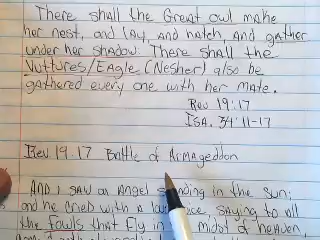 There shall the Great owl make
her nest, and lay, and hatch, and gather
under her shadow: There shall the
Vultures/Eagle (Nesher) also be
gathered every one with her mate.
Rev 19:17
Isa. 34:11-17
Rev 19:17 Battle of Armageddon
And I saw an Angel standing in the sun;
and he cried with a loud voice, saying to all
the fowls that fly in midst of heaven,